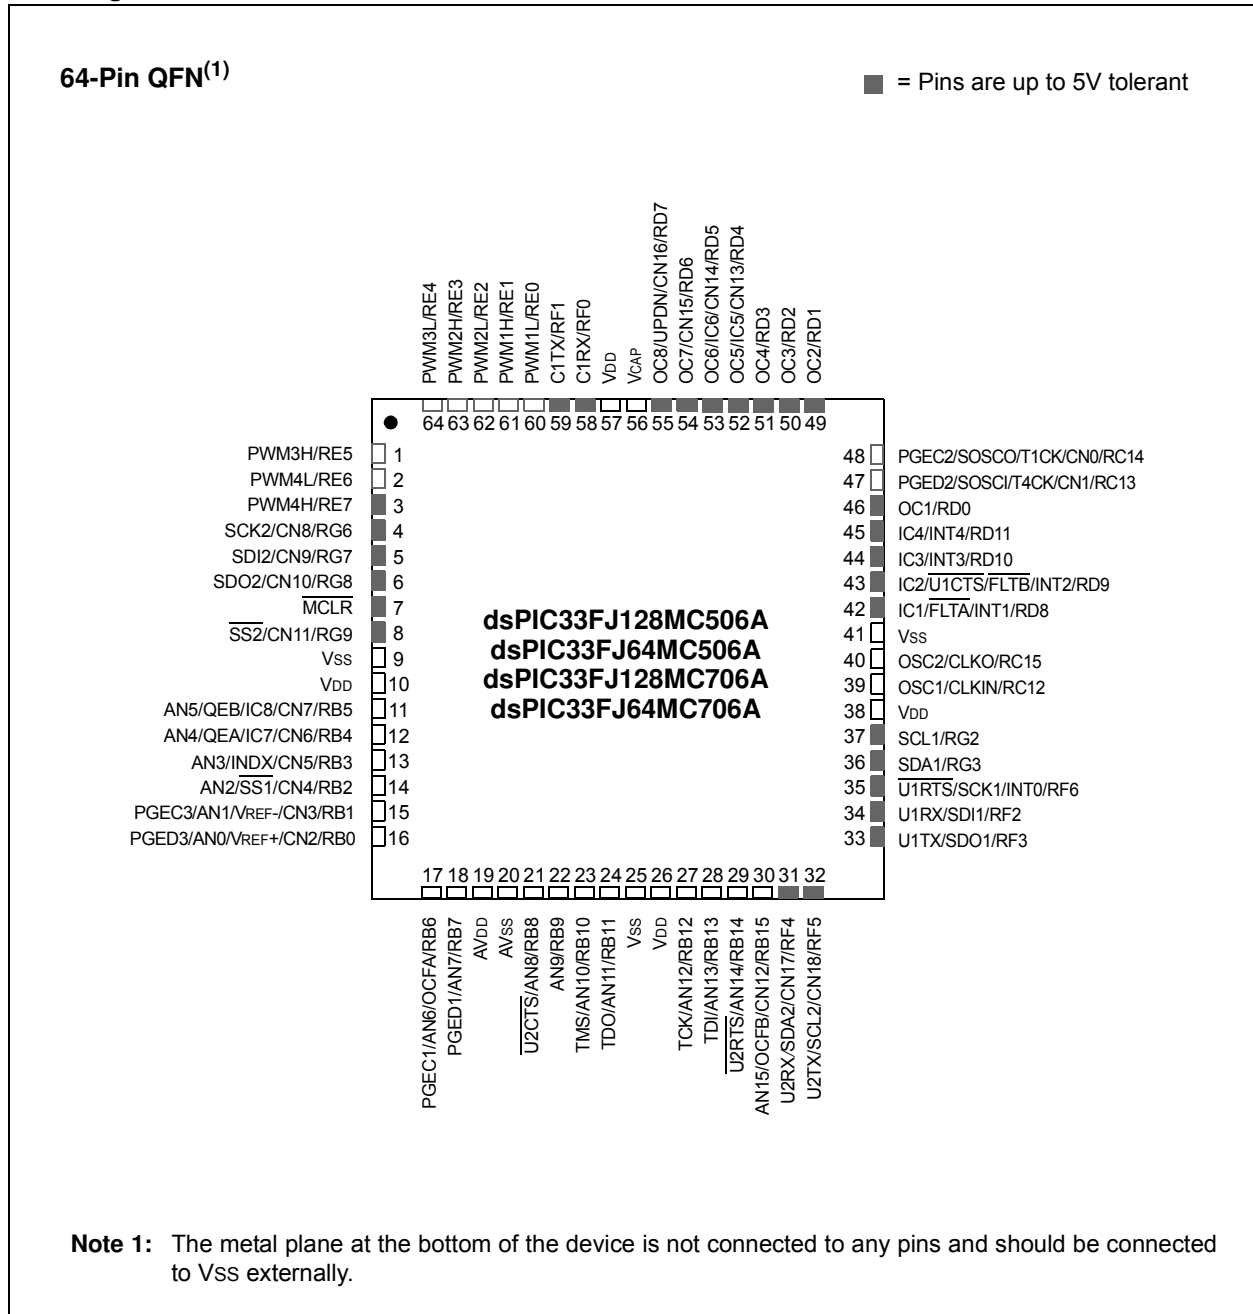 64-Pin QFN(1)
= Pins are up to 5V tolerant
PWM3L/RE4
PWM2H/RE3
PWM2L/RE2
PWM1H/RE1
PWM1L/RE0
C1TX/RF1
C1RX/RF0
VDD
VCAP
OC8/UPDN/CN16/RD7
OC7/CN15/RD6
OC6/IC6/CN14/RD5
OC5/IC5/CN13/RD4
OC4/RD3
OC3/RD2
OC2/RD1
64 63 62 61 60 59 58 57 56 55 54 53 52 51 50 49
PWM3H/RE5 1
PWM4L/RE6 2
PWM4H/RE7 3
SCK2/CN8/RG6 4
SDI2/CN9/RG7 5
SDO2/CN10/RG8 6
MCLR 7
SS2/CN11/RG9 8
VSS 9
VDD 10
AN5/QEB/IC8/CN7/RB5 11
AN4/QEA/IC7/CN6/RB4 12
AN3/INDX/CN5/RB3 13
AN2/SS1/CN4/RB2 14
PGEC3/AN1/VREF-/CN3/RB1 15
PGED3/AN0/VREF+/CN2/RB0 16
dsPIC33FJ128MC506A
dsPIC33FJ64MC506A
dsPIC33FJ128MC706A
dsPIC33FJ64MC706A
48 PGEC2/SOSCO/T1CK/CN0/RC14
47 PGED2/SOSCI/T4CK/CN1/RC13
46 OC1/RD0
45 IC4/INT4/RD11
44 IC3/INT3/RD10
43 IC2/U1CTS/FLTB/INT2/RD9
42 IC1/FLTA/INT1/RD8
41 VSS
40 OSC2/CLKO/RC15
39 OSC1/CLKIN/RC12
38 VDD
37 SCL1/RG2
36 SDA1/RG3
35 U1RTS/SCK1/INT0/RF6
34 U1RX/SDI1/RF2
33 U1TX/SDO1/RF3
17 18 19 20 21 22 23 24 25 26 27 28 29 30 31 32
PGEC1/AN6/OCFA/RB6
PGED1/AN7/RB7
AVDD
AVSS
U2CTS/AN8/RB8
AN9/RB9
TMS/AN10/RB10
TDO/AN11/RB11
VSS
VDD
TCK/AN12/RB12
TDI/AN13/RB13
U2RTS/AN14/RB14
AN15/OCFB/CN12/RB15
U2RX/SDA2/CN17/RF4
U2TX/SCL2/CN18/RF5
Note 1: The metal plane at the bottom of the device is not connected to any pins and should be connected
to VSS externally.